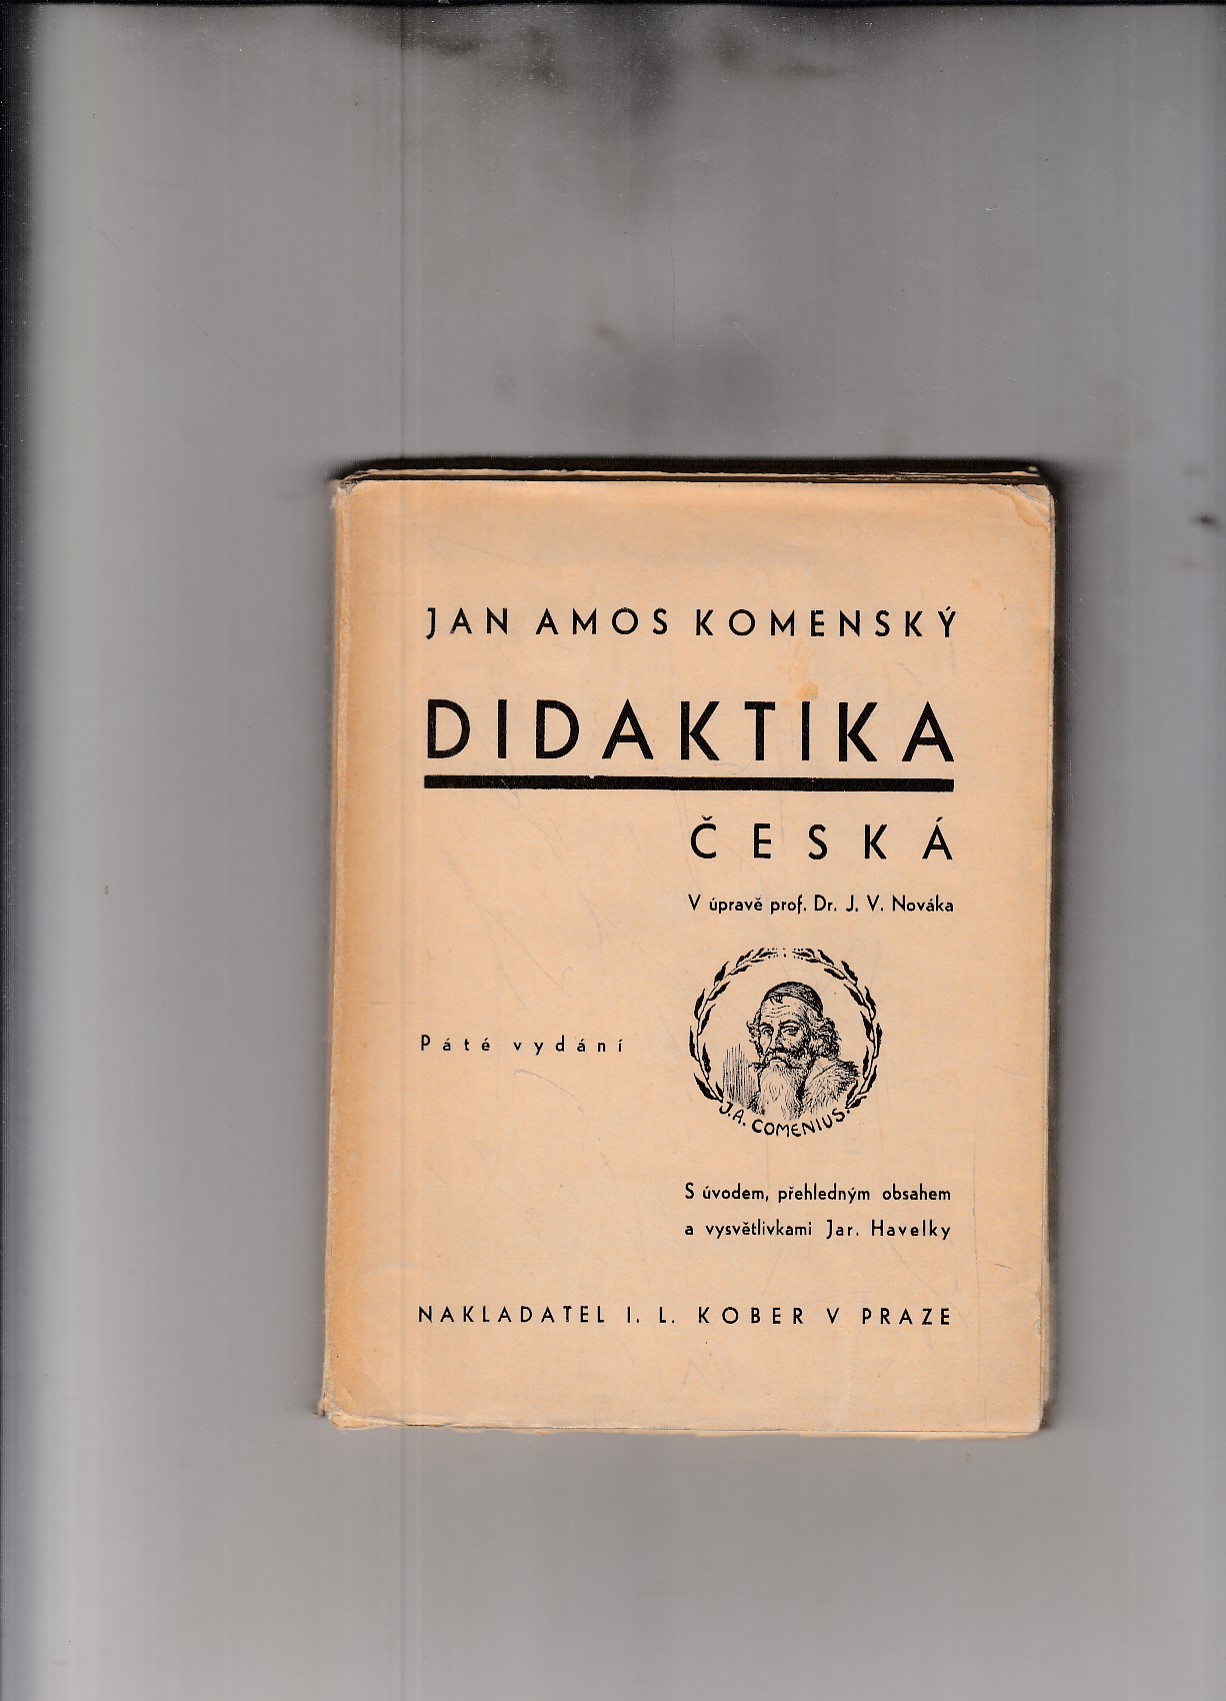 JAN AMOS KOMENSKÝ
DIDAKTIKA
ČESKÁ
V úpravě prof. Dr. J. V. Nováka
Páté vydání
J. A. COMENIUS.
S úvodem, přehledným obsahem
a vysvětlivkami Jar. Havelky
NAKLADATEL I. L. KOBER V PRAZE